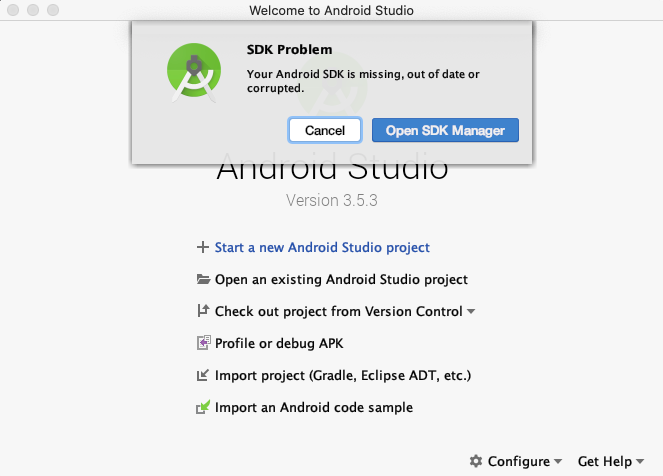 Welcome to Android Studio
SDK Problem
Your Android SDK is missing, out of date or
corrupted.
Cancel
Open SDK Manager
Android Studio
Version 3.5.3
Start a new Android Studio project
Open an existing Android Studio project
Check out project from Version Control
Profile or debug APK
Import project (Gradle, Eclipse ADT, etc.)
Import an Android code sample
Configure
Get Help